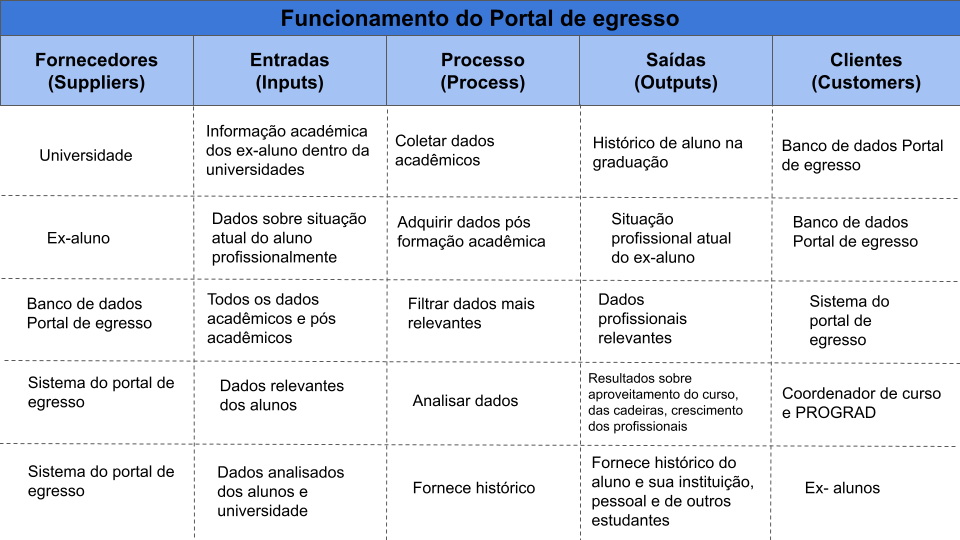 Funcionamento do Portal de egresso
Fornecedores
(Suppliers)
Entradas
(Inputs)
Processo
(Process)
Saídas
(Outputs)
Clientes
(Customers)
Universidade
Informação académica
dos ex-aluno dentro da
universidades
Coletar dados
acadêmicos
Histórico de aluno na
graduação
Banco de dados Portal
de egresso
Ex-aluno
Dados sobre situação
atual do aluno
profissionalmente
Adquirir dados pós
formação acadêmica
Situação
profissional atual
do ex-aluno
Banco de dados
Portal de egresso
Banco de dados
Portal de egresso
Todos os dados
acadêmicos e pós
acadêmicos
Filtrar dados mais
relevantes
Dados
profissionais
relevantes
Sistema do
portal de
egresso
Sistema do portal de
egresso
Dados relevantes
dos alunos
Analisar dados
Resultados sobre
aproveitamento do curso,
das cadeiras, crescimento
dos profissionais
Coordenador de curso
e PROGRAD
Sistema do portal de
egresso
Dados analisados
dos alunos e
universidade
Fornece histórico
Fornece histórico do
aluno e sua instituição,
pessoal e de outros
estudantes
Ex- alunos